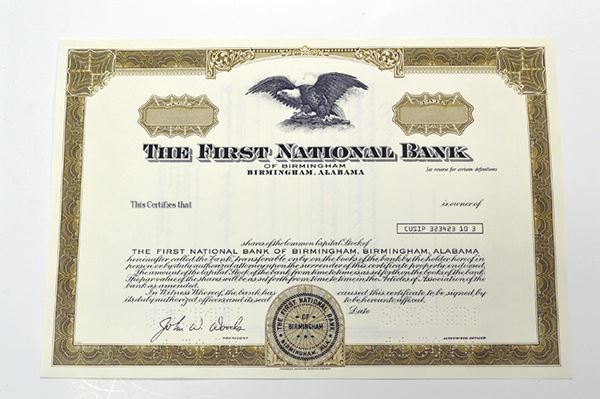 NUMBER
SHARES
THE FIRST NATIONAL BANK
OF BIRMINGHAM
BIRMINGHAM, ALABAMA
See reverse for certain definitions
This Certifies that
is owner of
CUSIP 323423 10 3
shares of the Common Capital Stock of
THE FIRST NATIONAL BANK OF BIRMINGHAM, BIRMINGHAM, ALABAMA
hereinafter called the bank, transferable only on the books of the bank by the holder hereof in
person or by duly authorized attorney upon the surrender of this certificate properly endorsed.
The amount of the Capital Stock of the bank from time to time is as set forth on the books of the bank.
The par value of the shares will be as set forth from time to time in the Articles of Association of the
bank as amended.
In Witness Whereof the bank has caused this certificate to be signed by
its duly authorized officers and its seal to be hereunto affixed.
Date
John W. Woods
PRESIDENT
THE FIRST NATIONAL BANK
OF
BIRMINGHAM
BIRMINGHAM, ALA.
AUTHORIZED OFFICER